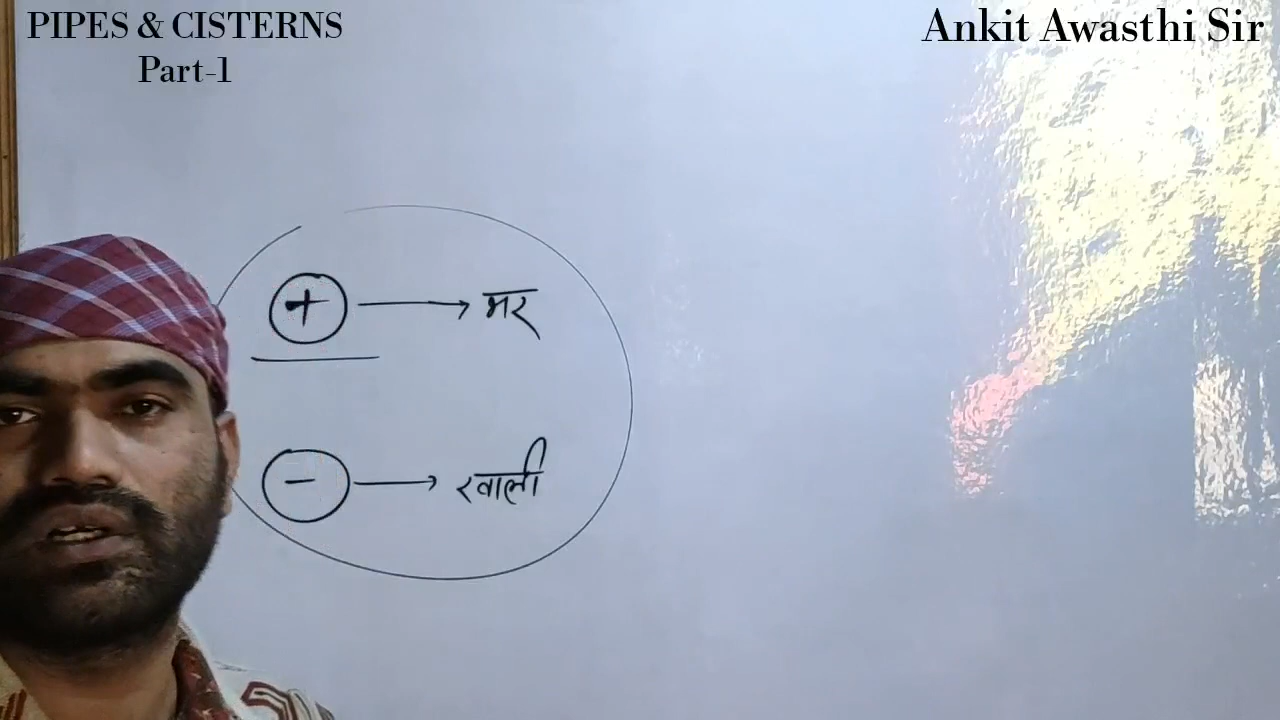 PIPES & CISTERNS
Part-1
Ankit Awasthi Sir
+ → भर
- → खाली